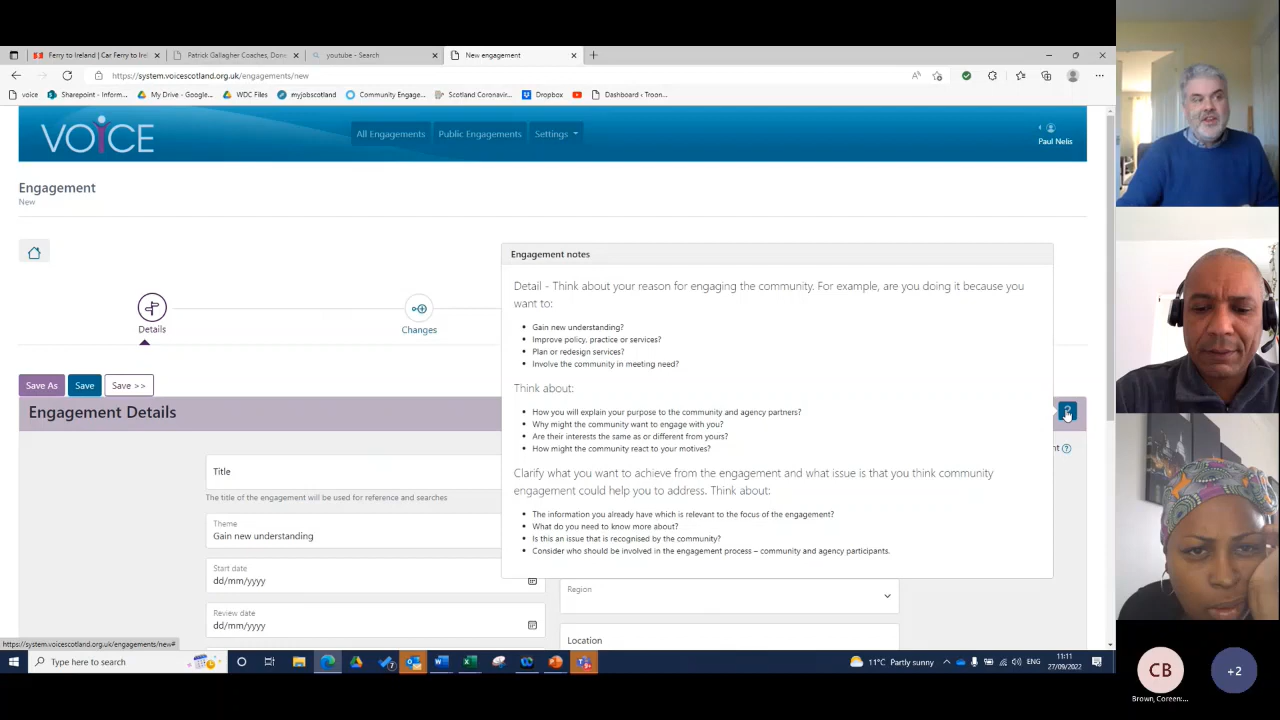 Ferry to Ireland | Car Ferry to Ire
Patrick Gallagher Coaches, Done
youtube - Search
New engagement
https://system.voicescotland.org.uk/engagements/new
voice
Sharepoint - Inform...
My Drive - Google...
WDC Files
myjobscotland
Community Engage...
Scotland Coronavir...
Dropbox
Dashboard ‹ Troon...
VOiCE
All Engagements
Public Engagements
Settings
Paul Nelis
Engagement
New
Details
Changes
Save As
Save
Save >>
Engagement Details
Engagement notes
Detail - Think about your reason for engaging the community. For example, are you doing it because you
want to:
• Gain new understanding?
• Improve policy, practice or services?
• Plan or redesign services?
• Involve the community in meeting need?
Think about:
• How you will explain your purpose to the community and agency partners?
• Why might the community want to engage with you?
• Are their interests the same as or different from yours?
• How might the community react to your motives?
Clarify what you want to achieve from the engagement and what issue is that you think community
engagement could help you to address. Think about:
• The information you already have which is relevant to the focus of the engagement?
• What do you need to know more about?
• Is this an issue that is recognised by the community?
• Consider who should be involved in the engagement process – community and agency participants.
Title
The title of the engagement will be used for reference and searches
Theme
Gain new understanding
Start date
dd/mm/yyyy
Review date
dd/mm/yyyy
Region
Location
https://system.voicescotland.org.uk/engagements/new#
Type here to search
11°C Partly sunny
ENG
11:11
27/09/2022
CB
Brown, Coreen:...
+2